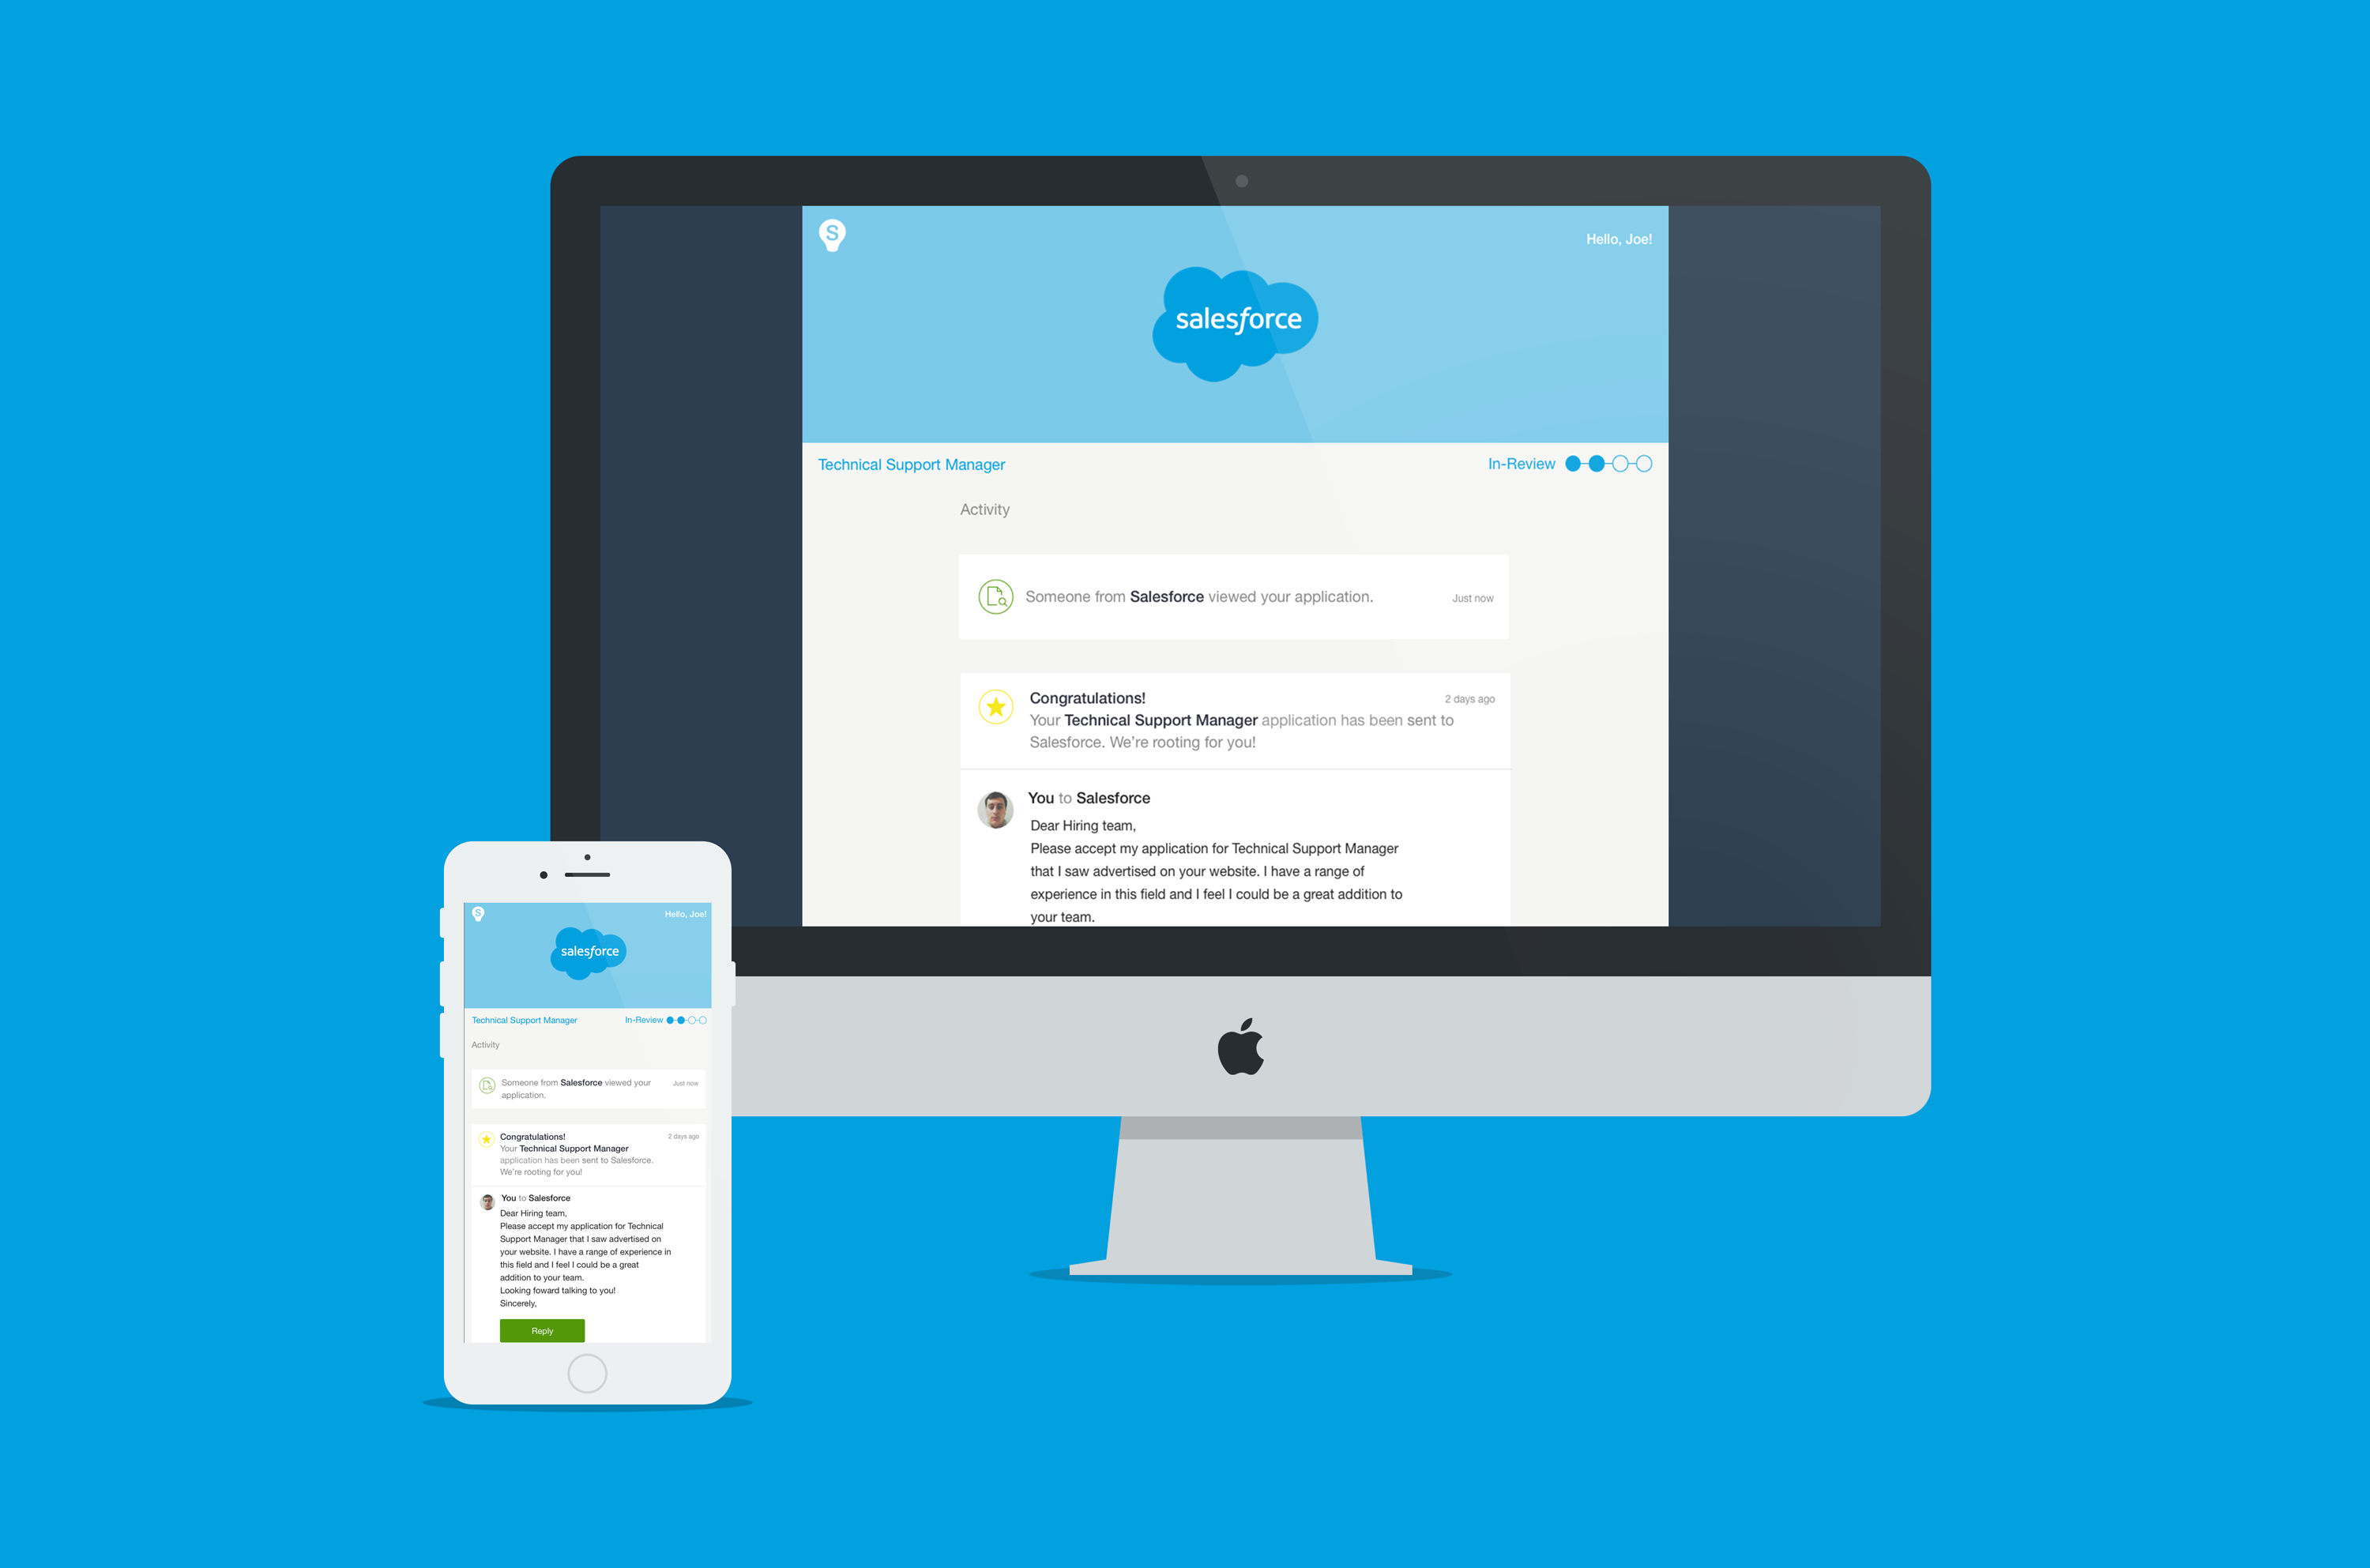 S
Hello, Joe!
salesforce
Technical Support Manager
In-Review
Activity
Someone from Salesforce viewed your application.
Just now
Congratulations!
2 days ago
Your Technical Support Manager application has been sent to
Salesforce. We're rooting for you!
You to Salesforce
Dear Hiring team,
Please accept my application for Technical Support Manager
that I saw advertised on your website. I have a range of
experience in this field and I feel I could be a great addition to
your team.
S
Hello, Joe!
salesforce
Technical Support Manager
In-Review
Activity
Someone from Salesforce viewed your
application.
Just now
Congratulations!
2 days ago
Your Technical Support Manager
application has been sent to Salesforce.
We're rooting for you!
You to Salesforce
Dear Hiring team,
Please accept my application for Technical
Support Manager that I saw advertised on
your website. I have a range of experience in
this field and I feel I could be a great
addition to your team.
Looking foward talking to you!
Sincerely,
Reply